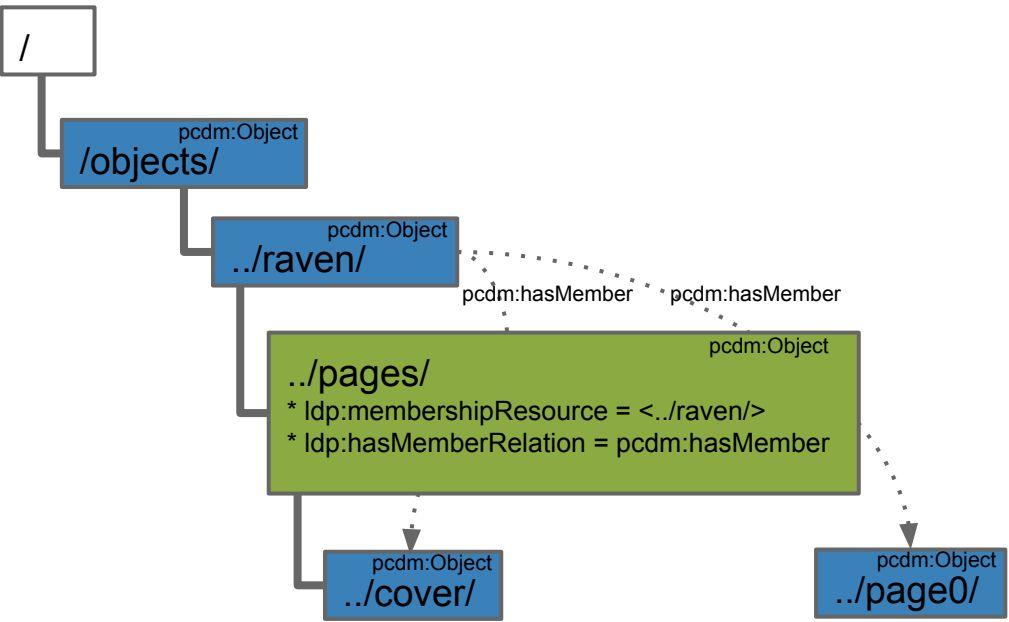 /
pcdm:Object
/objects/
pcdm:Object
../raven/
pcdm:hasMember
pcdm:hasMember
pcdm:Object
../pages/
* ldp:membershipResource = <../raven/>
* ldp:hasMemberRelation = pcdm:hasMember
pcdm:Object
../cover/
pcdm:Object
../page0/